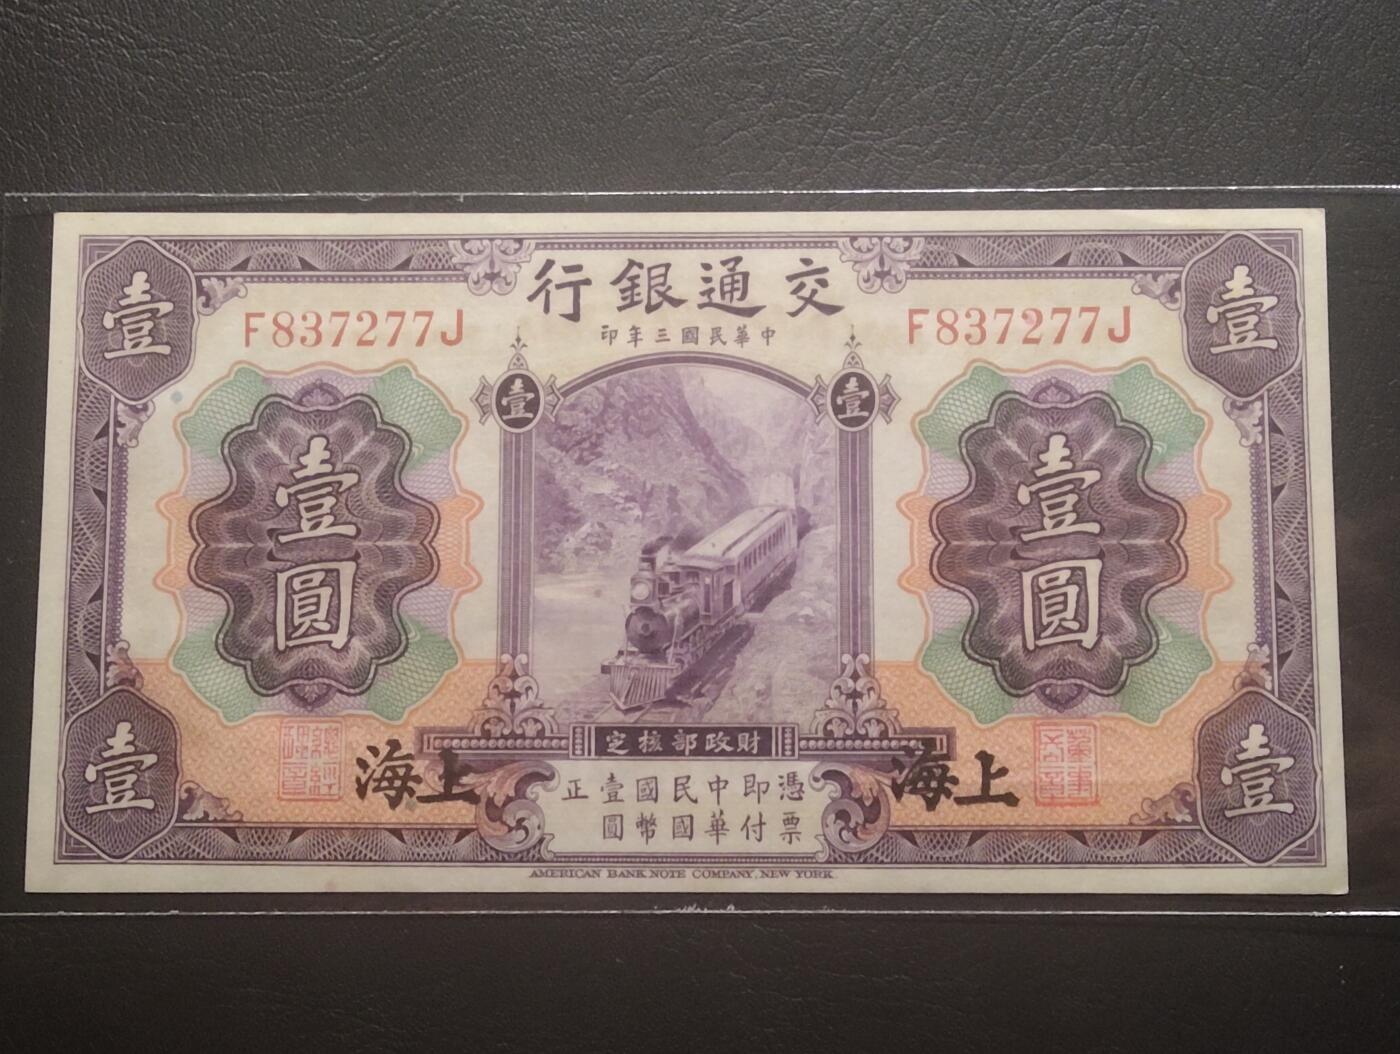 交通銀行
中華民國三年印
F837277J
F837277J
壹
壹
壹
壹
壹圓
壹圓
上海
上海
財政部核定
憑票
即付
中華
民國
國幣
壹圓
正
壹
壹
AMERICAN BANK NOTE COMPANY, NEW YORK.